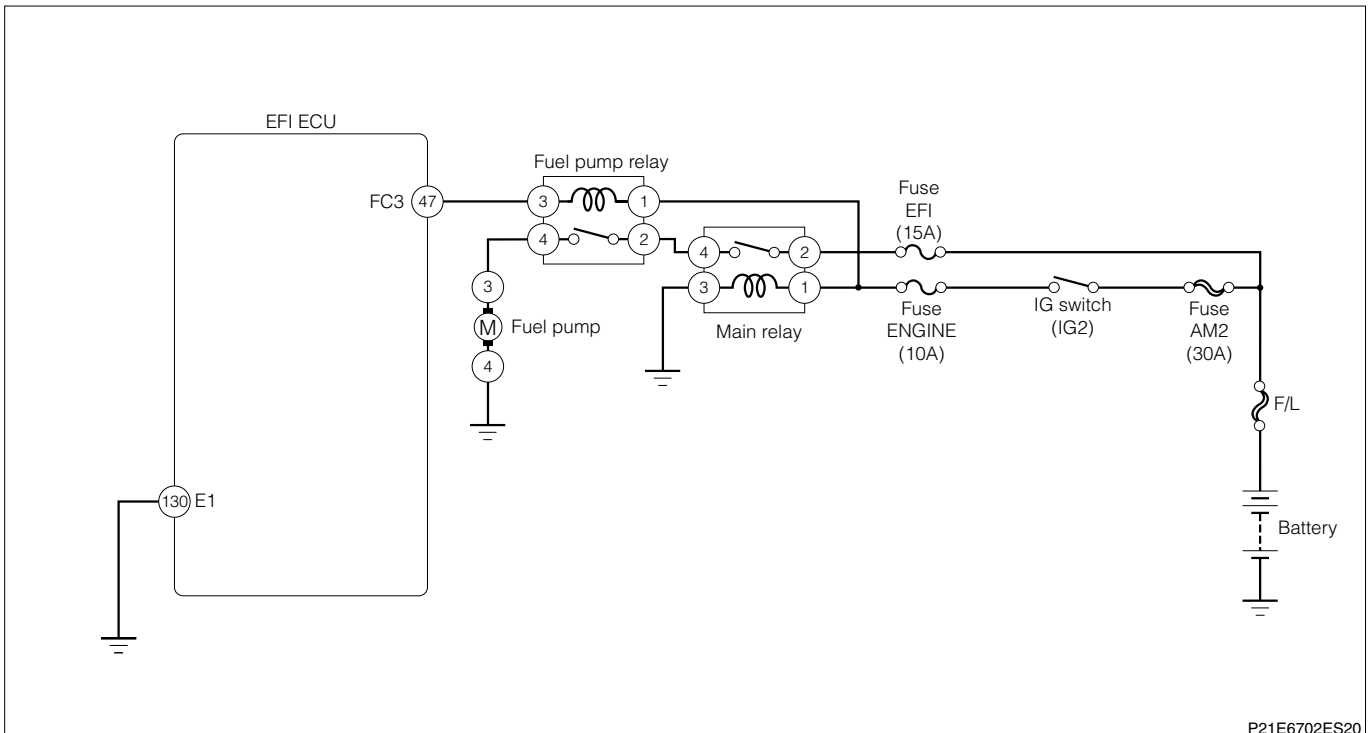 EFI ECU
Fuel pump relay
FC3 47
3 1
4 2
Fuse
EFI
(15A)
4 2
3 1
Main relay
Fuse
ENGINE
(10A)
IG switch
(IG2)
Fuse
AM2
(30A)
3
M Fuel pump
4
F/L
130 E1
Battery
P21E6702ES20